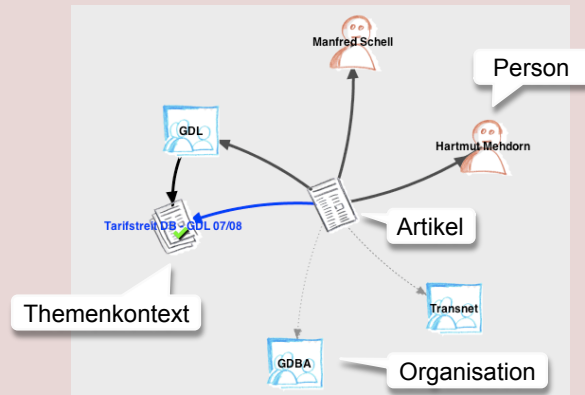 Manfred Schell
Person
GDL
Hartmut Mehdorn
Tarifstreit DB - GDL 07/08
Artikel
Themenkontext
Transnet
GDBA
Organisation